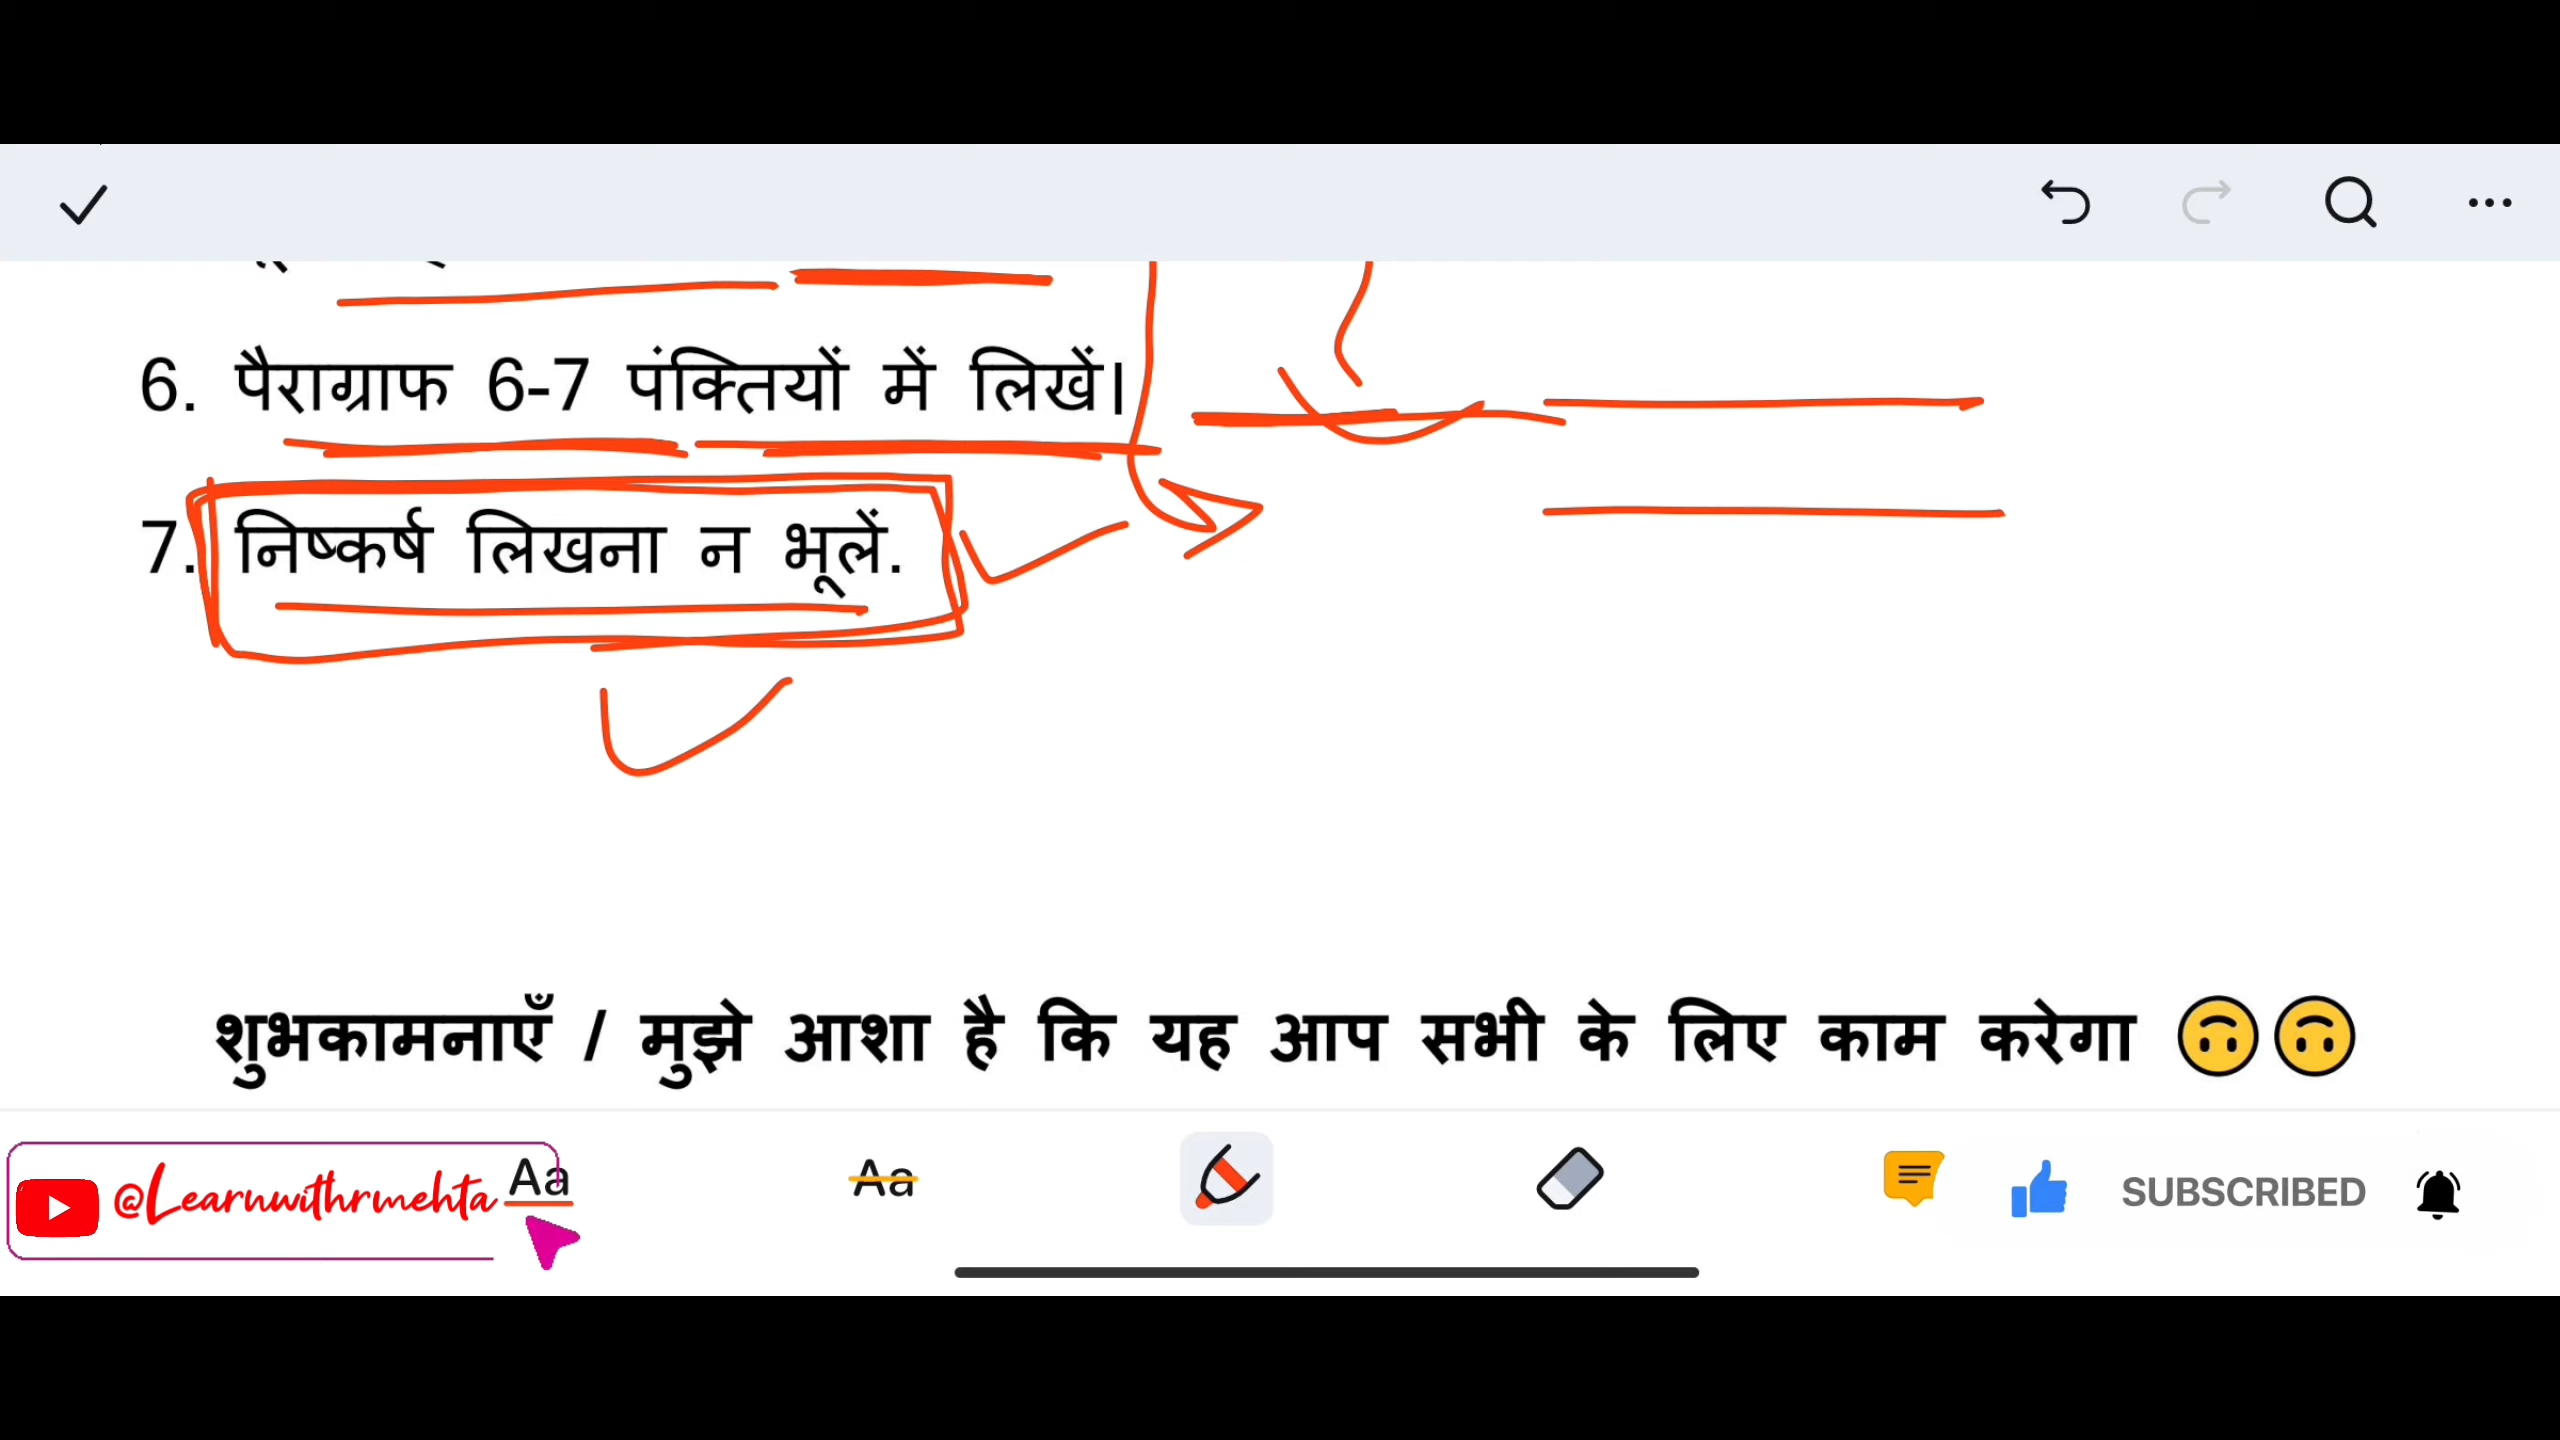 6. पैराग्राफ 6-7 पंक्तियों में लिखें।
7. निष्कर्ष लिखना न भूलें.
शुभकामनाएँ / मुझे आशा है कि यह आप सभी के लिए काम करेगा 🙃🙃
@Learnwithrmehta Aa Aa SUBSCRIBED